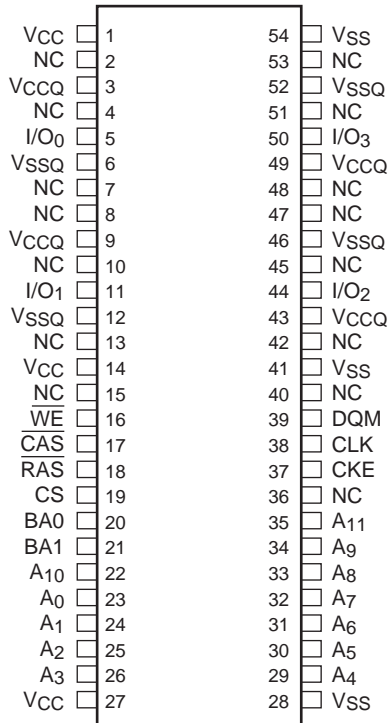 VCC 1 54 VSS
NC 2 53 NC
VCCQ 3 52 VSSQ
NC 4 51 NC
I/O0 5 50 I/O3
VSSQ 6 49 VCCQ
NC 7 48 NC
NC 8 47 NC
VCCQ 9 46 VSSQ
NC 10 45 NC
I/O1 11 44 I/O2
VSSQ 12 43 VCCQ
NC 13 42 NC
VCC 14 41 VSS
NC 15 40 NC
WE 16 39 DQM
CAS 17 38 CLK
RAS 18 37 CKE
CS 19 36 NC
BA0 20 35 A11
BA1 21 34 A9
A10 22 33 A8
A0 23 32 A7
A1 24 31 A6
A2 25 30 A5
A3 26 29 A4
VCC 27 28 VSS